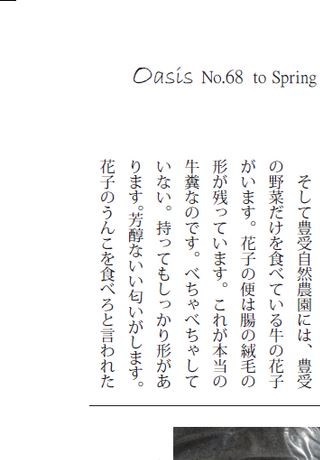 Oasis No.68 to Spring
そして豊受自然農園には、豊受
の野菜だけを食べている牛の花子
がいます。花子の便は腸の絨毛の
形が残っています。これが本当の
牛糞なのです。べちゃべちゃして
いない。持ってもしっかり形があ
ります。芳醇ないい匂いがします。
花子のうんこを食べろと言われた